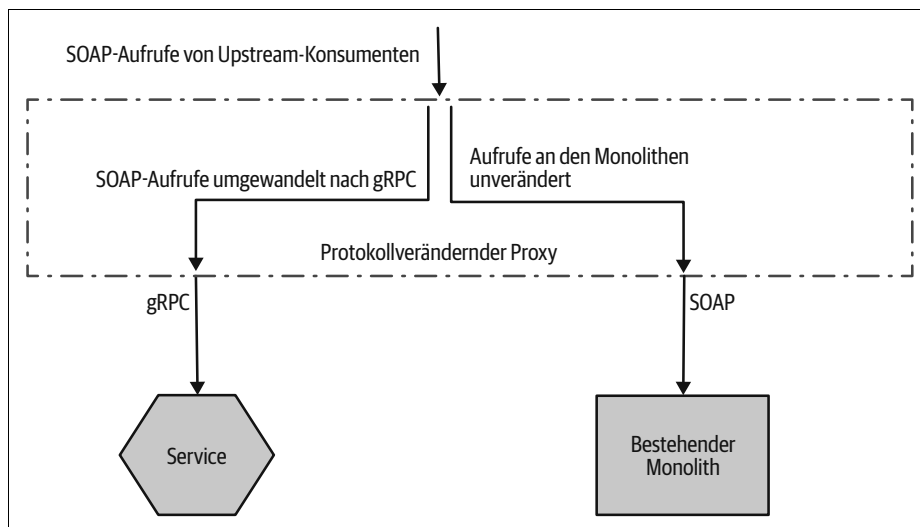 SOAP-Aufrufe von Upstream-Konsumenten
Aufrufe an den Monolithen
unverändert
SOAP-Aufrufe umgewandelt nach gRPC
Protokollverändernder Proxy
gRPC
SOAP
Service
Bestehender
Monolith